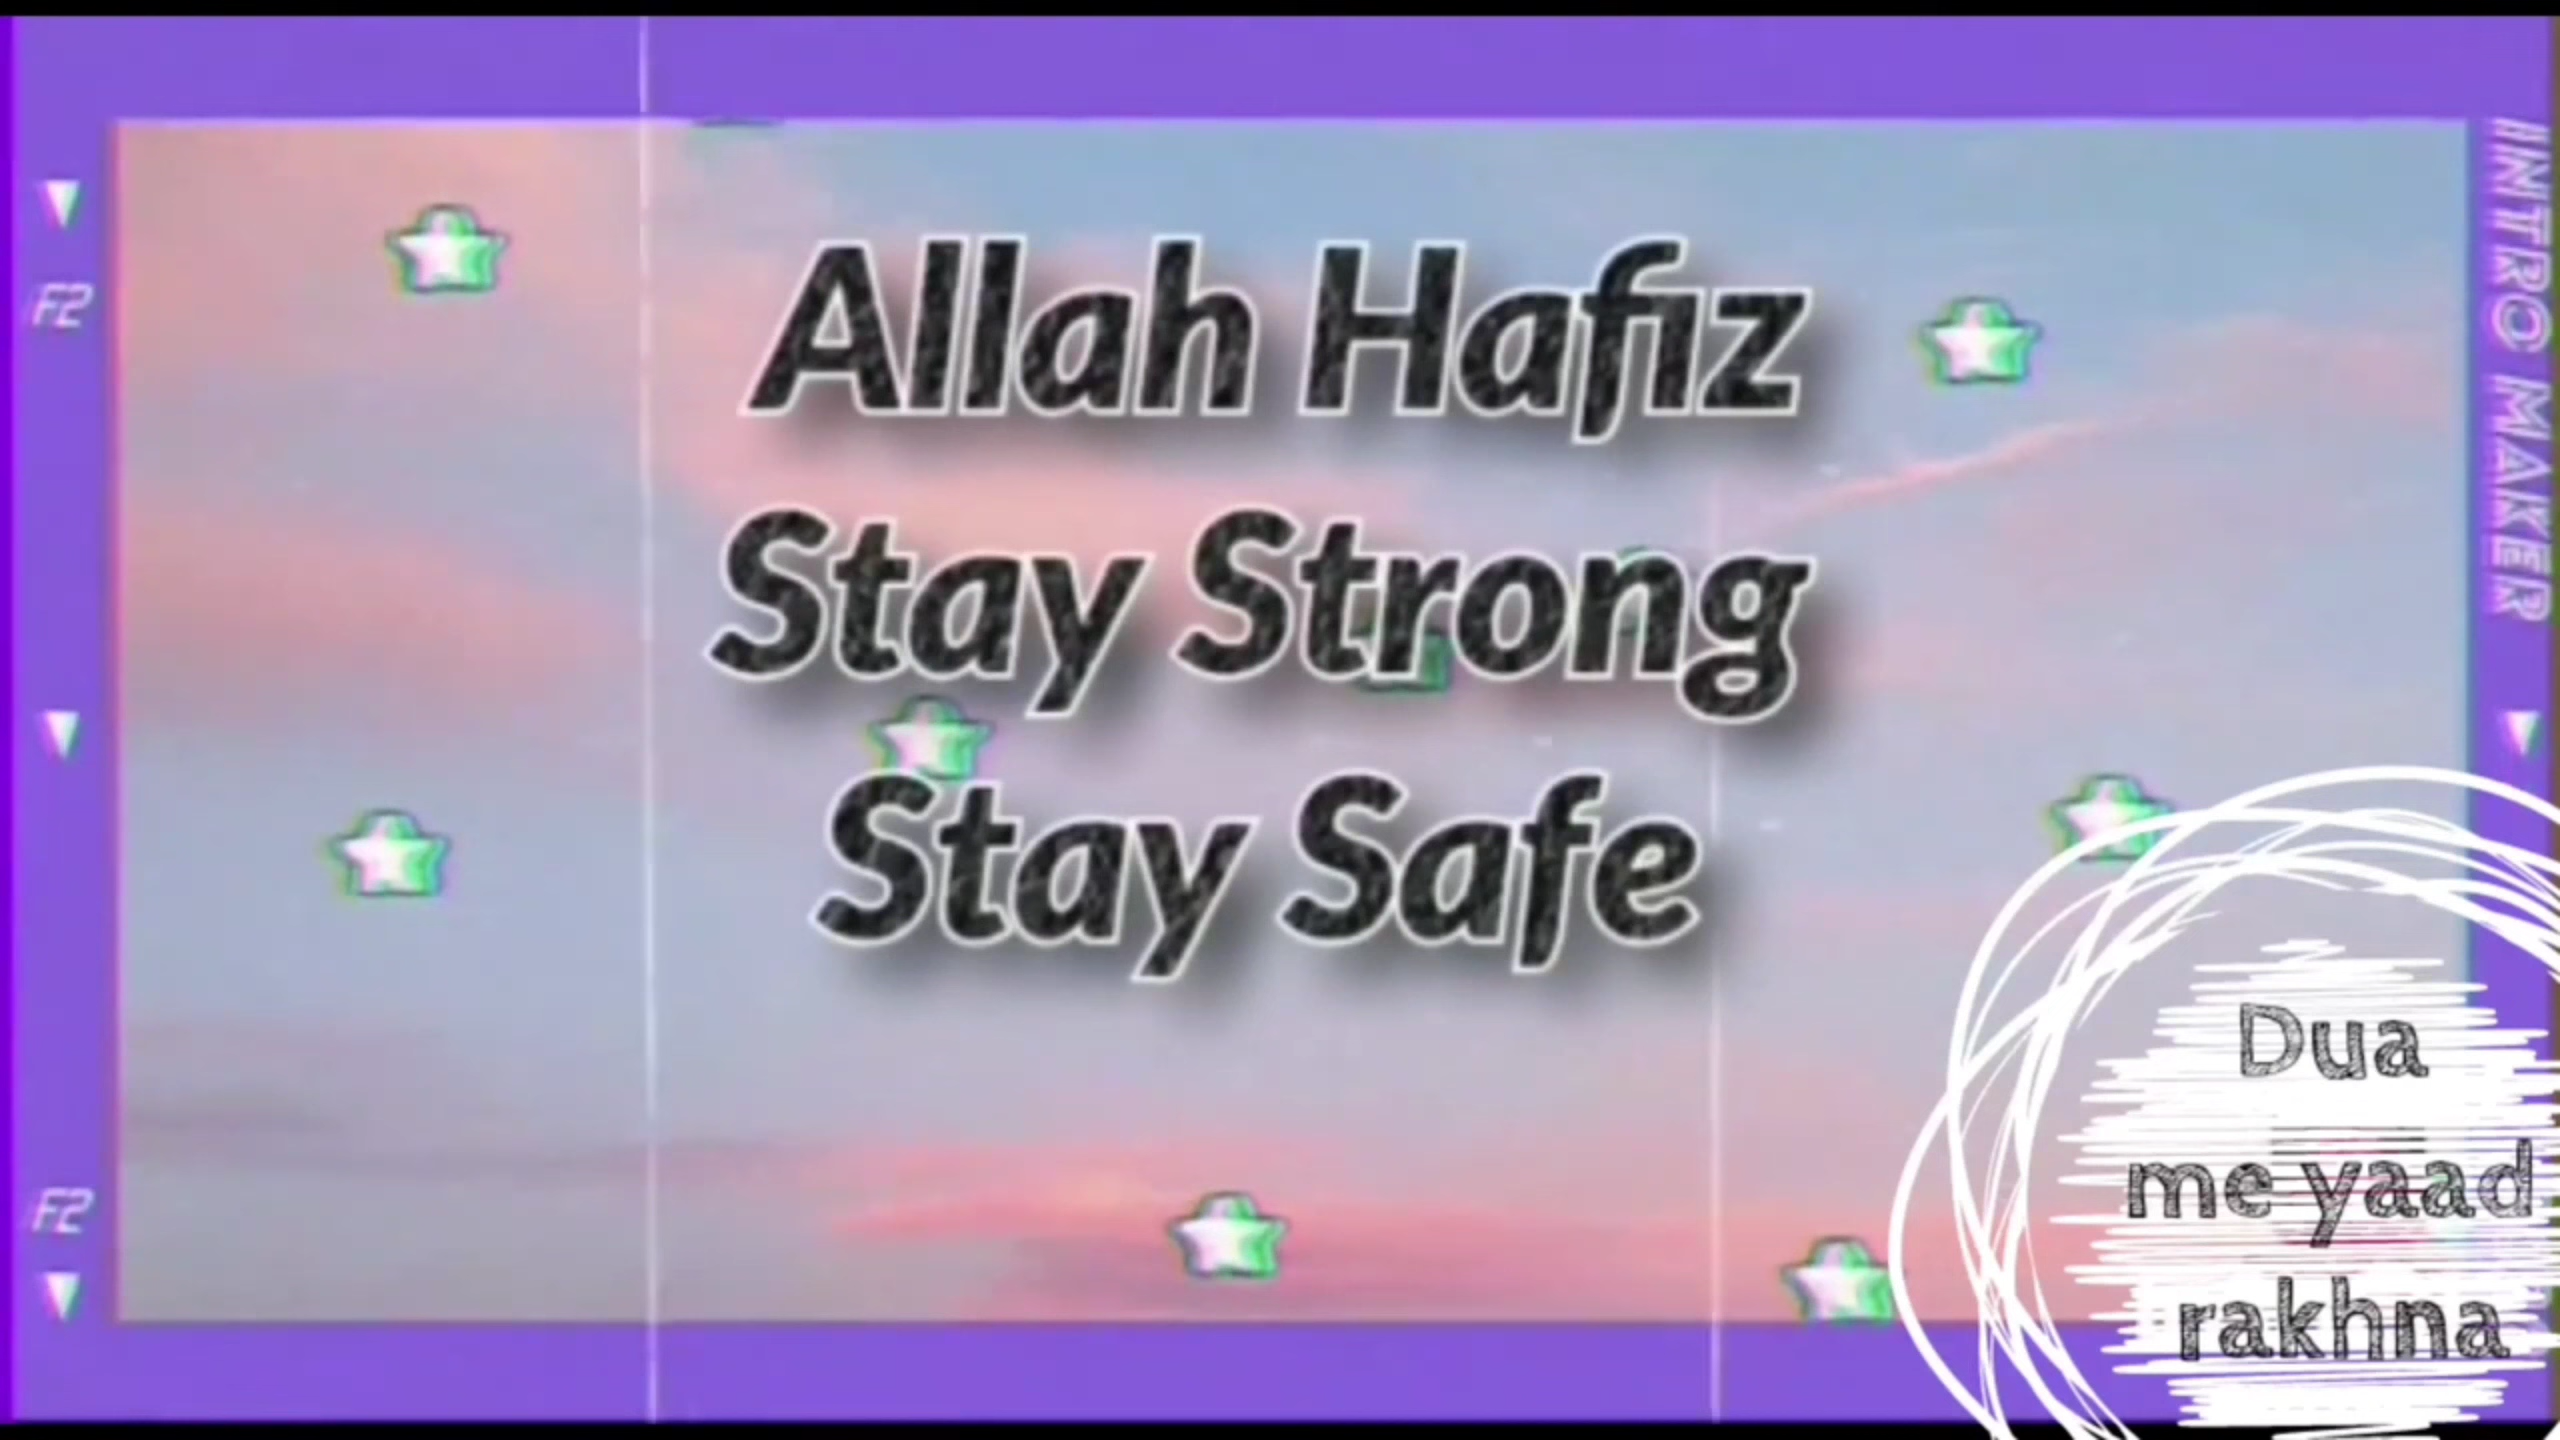 F2
F2
INTRO MAKER
Allah Hafiz
Stay Strong
Stay Safe
Dua
me yaad
rakhna